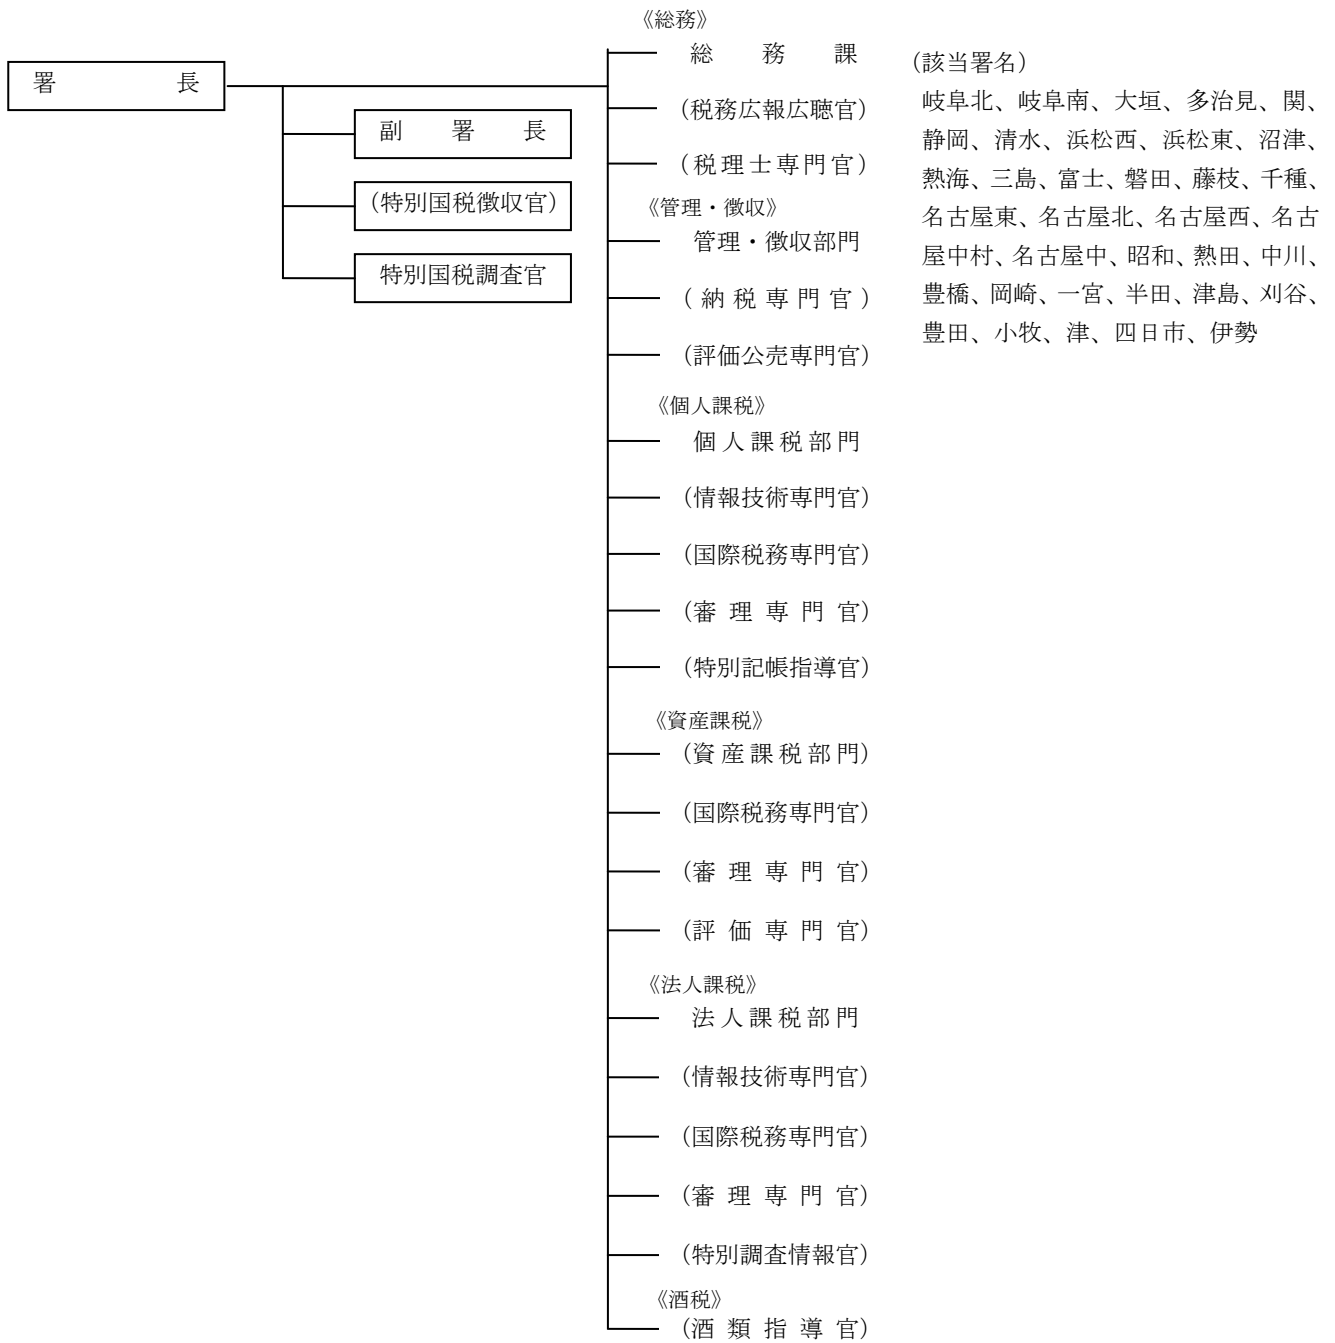 署長
副署長
(特別国税徴収官)
特別国税調査官
《総務》
総務課
(税務広報広聴官)
(税理士専門官)
《管理・徴収》
管理・徴収部門
(納税専門官)
(評価公売専門官)
《個人課税》
個人課税部門
(情報技術専門官)
(国際税務専門官)
(審理専門官)
(特別記帳指導官)
《資産課税》
(資産課税部門)
(国際税務専門官)
(審理専門官)
(評価専門官)
《法人課税》
法人課税部門
(情報技術専門官)
(国際税務専門官)
(審理専門官)
(特別調査情報官)
《酒税》
(酒類指導官)
(該当署名)
岐阜北、岐阜南、大垣、多治見、関、
静岡、清水、浜松西、浜松東、沼津、
熱海、三島、富士、磐田、藤枝、千種、
名古屋東、名古屋北、名古屋西、名古
屋中村、名古屋中、昭和、熱田、中川、
豊橋、岡崎、一宮、半田、津島、刈谷、
豊田、小牧、津、四日市、伊勢